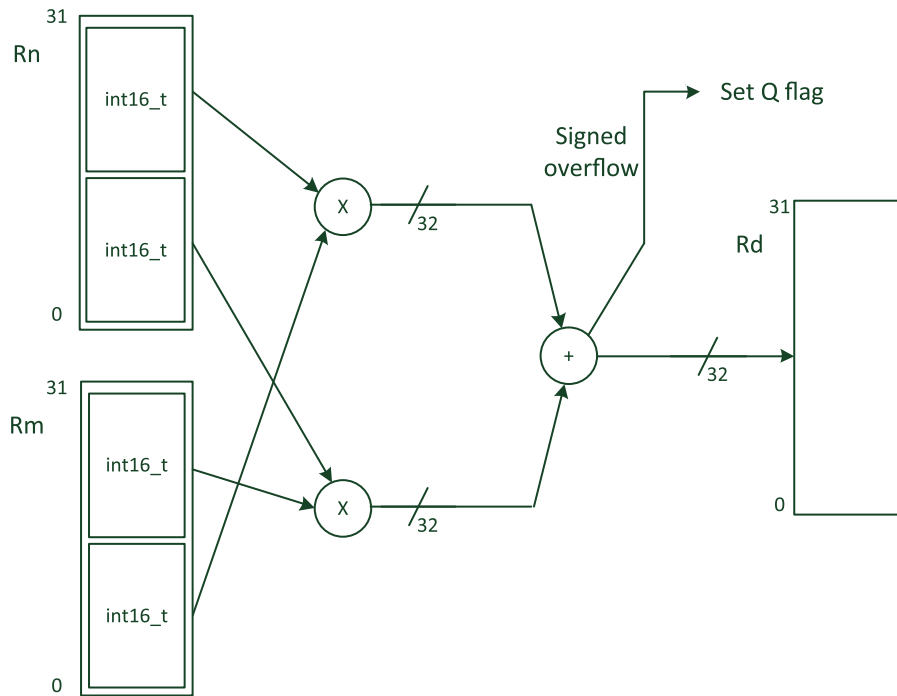 31
Rn
int16_t
int16_t
0
31
Rm
int16_t
int16_t
0
X
32
X
32
+
Signed
overflow
Set Q flag
32
31
Rd
0